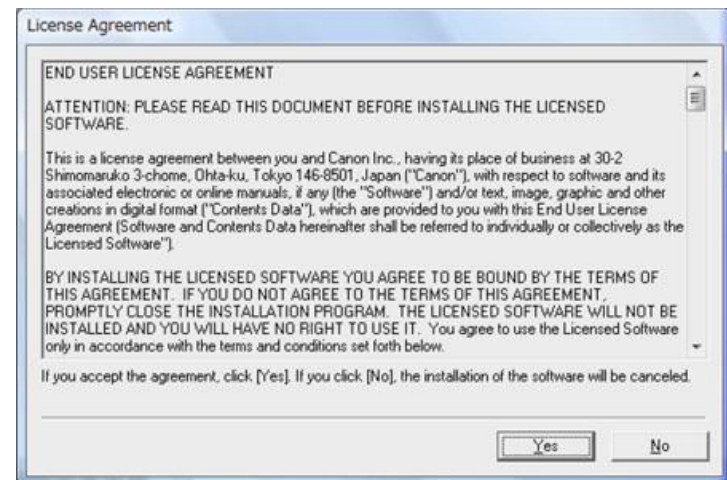 License Agreement
END USER LICENSE AGREEMENT
ATTENTION: PLEASE READ THIS DOCUMENT BEFORE INSTALLING THE LICENSED
SOFTWARE.
This is a license agreement between you and Canon Inc., having its place of business at 30-2
Shimomaruko 3-chome, Ohta-ku, Tokyo 146-8501, Japan ("Canon"), with respect to software and its
associated electronic or online manuals, if any (the "Software") and/or text, image, graphic and other
creations in digital format ("Contents Data"), which are provided to you with this End User License
Agreement (Software and Contents Data hereinafter shall be referred to individually or collectively as the
Licensed Software").
BY INSTALLING THE LICENSED SOFTWARE YOU AGREE TO BE BOUND BY THE TERMS OF
THIS AGREEMENT. IF YOU DO NOT AGREE TO THE TERMS OF THIS AGREEMENT,
PROMPTLY CLOSE THE INSTALLATION PROGRAM. THE LICENSED SOFTWARE WILL NOT BE
INSTALLED AND YOU WILL HAVE NO RIGHT TO USE IT. You agree to use the Licensed Software
only in accordance with the terms and conditions set forth below.
If you accept the agreement, click [Yes]. If you click [No], the installation of the software will be canceled.
Yes No